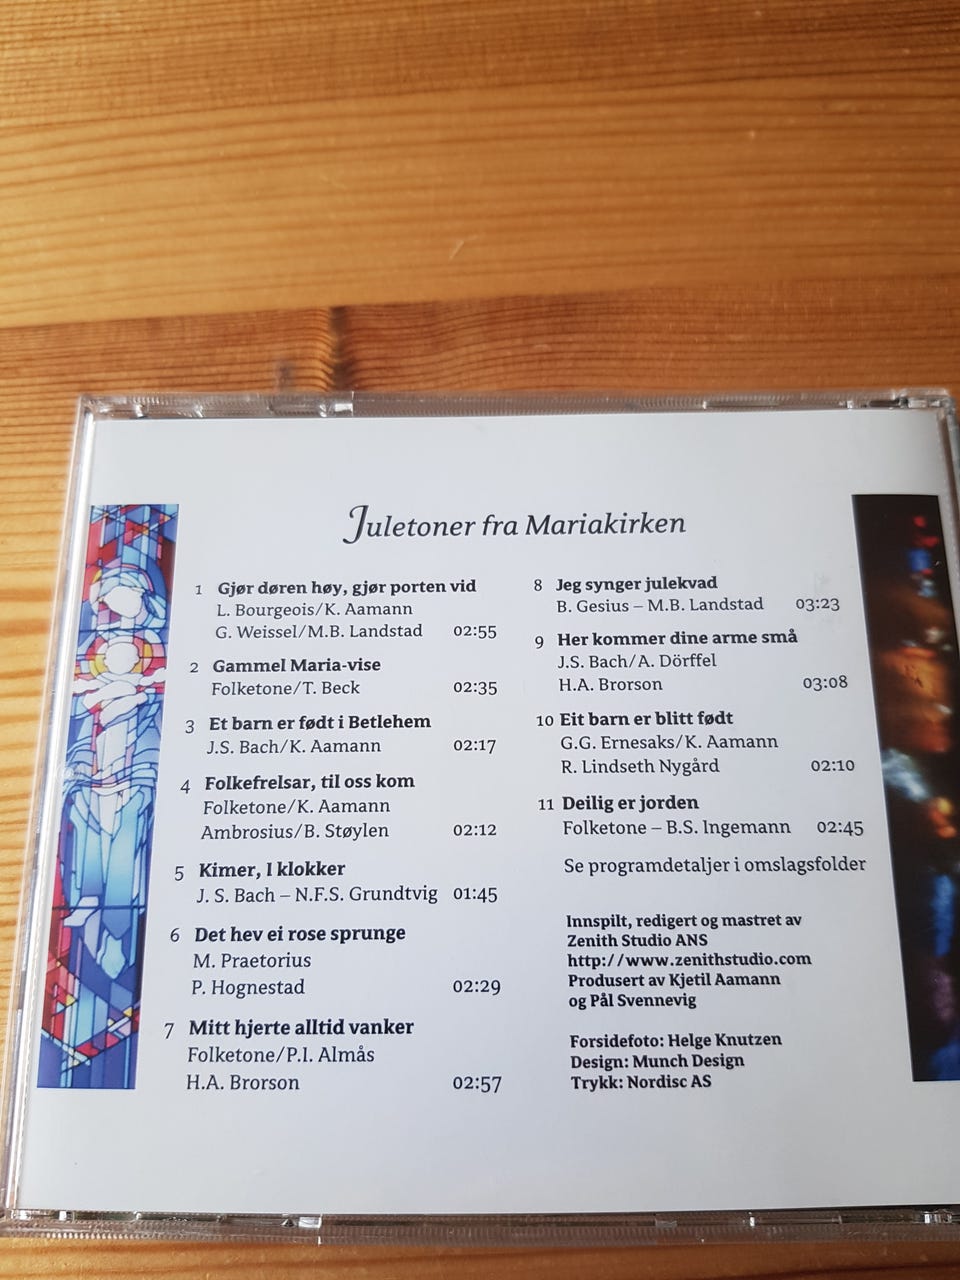 Juletoner fra Mariakirken
1 Gjør døren høy, gjør porten vid
L. Bourgeois/K. Aamann
G. Weissel/M.B. Landstad 02:55
2 Gammel Maria-vise
Folketone/T. Beck 02:35
3 Et barn er født i Betlehem
J.S. Bach/K. Aamann 02:17
4 Folkefrelsar, til oss kom
Folketone/K. Aamann
Ambrosius/B. Støylen 02:12
5 Kimer, I klokker
J. S. Bach – N.F.S. Grundtvig 01:45
6 Det hev ei rose sprunge
M. Praetorius
P. Hognestad 02:29
7 Mitt hjerte alltid vanker
Folketone/P.I. Almås
H.A. Brorson 02:57
8 Jeg synger julekvad
B. Gesius – M.B. Landstad 03:23
9 Her kommer dine arme små
J.S. Bach/A. Dörffel
H.A. Brorson 03:08
10 Eit barn er blitt født
G.G. Ernesaks/K. Aamann
R. Lindseth Nygård 02:10
11 Deilig er jorden
Folketone – B.S. Ingemann 02:45
Se programdetaljer i omslagsfolder
Innspilt, redigert og mastret av
Zenith Studio ANS
http://www.zenithstudio.com
Produsert av Kjetil Aamann
og Pål Svennevig
Forsidefoto: Helge Knutzen
Design: Munch Design
Trykk: Nordisc AS